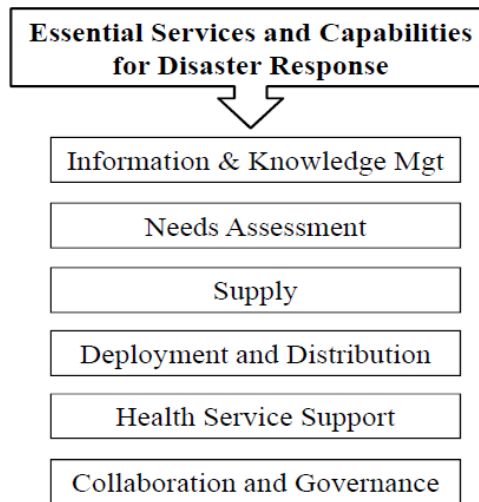 Essential Services and Capabilities
for Disaster Response
Information & Knowledge Mgt
Needs Assessment
Supply
Deployment and Distribution
Health Service Support
Collaboration and Governance